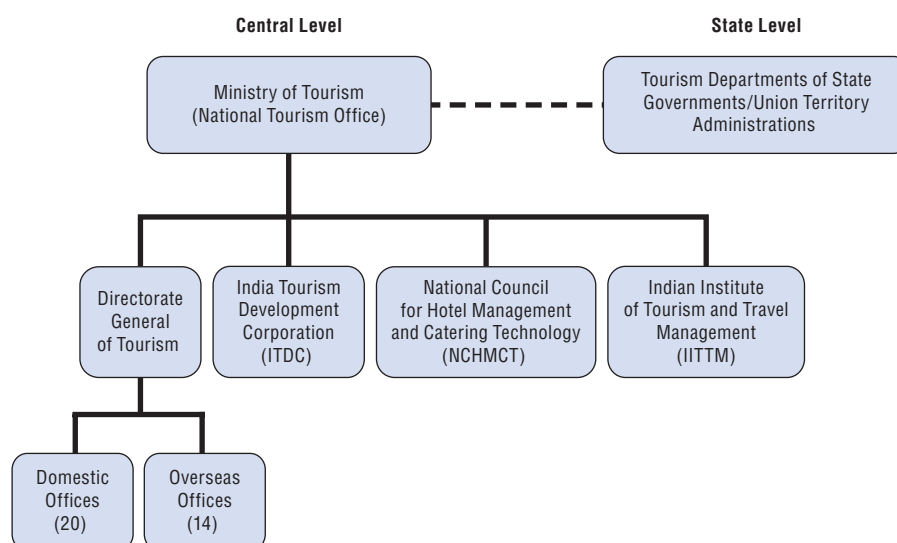 Central Level
State Level
Ministry of Tourism
(National Tourism Office)
Tourism Departments of State
Governments/Union Territory
Administrations
Directorate
General
of Tourism
India Tourism
Development
Corporation
(ITDC)
National Council
for Hotel Management
and Catering Technology
(NCHMCT)
Indian Institute
of Tourism and Travel
Management
(IITTM)
Domestic
Offices
(20)
Overseas
Offices
(14)